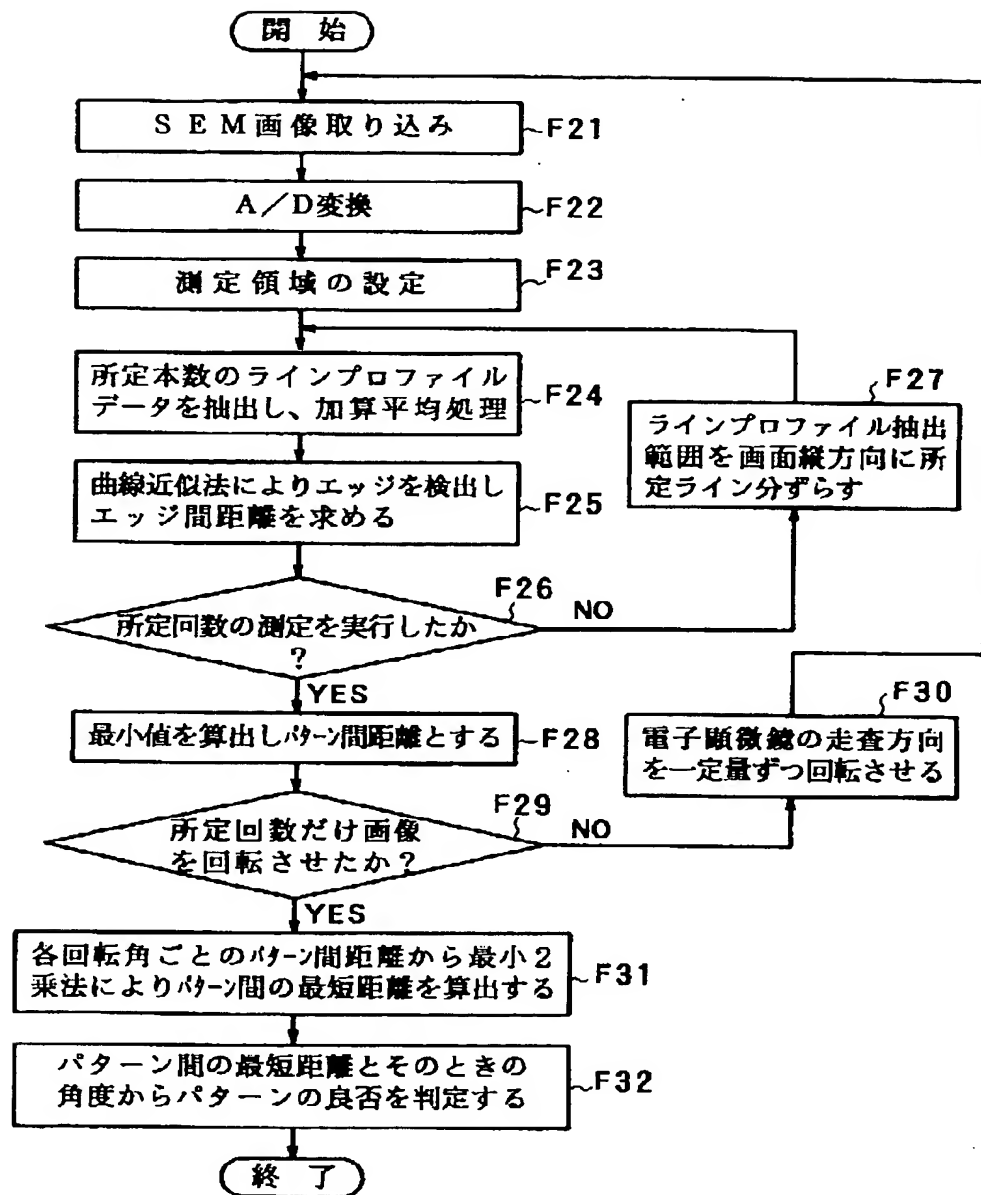 開始
SEM画像取り込み
F21
A/D変換
F22
測定領域の設定
F23
所定本数のラインプロファイル
データを抽出し、加算平均処理
F24
曲線近似法によりエッジを検出し
エッジ間距離を求める
F25
所定回数の測定を実行したか
?
F26
NO
YES
F27
ラインプロファイル抽出
範囲を画面縦方向に所
定ライン分ずらす
最小値を算出しパターン間距離とする
F28
所定回数だけ画像
を回転させたか?
F29
NO
YES
F30
電子顕微鏡の走査方向
を一定量ずつ回転させる
各回転角ごとのパターン間距離から最小2
乗法によりパターン間の最短距離を算出する
F31
パターン間の最短距離とそのときの
角度からパターンの良否を判定する
F32
終了